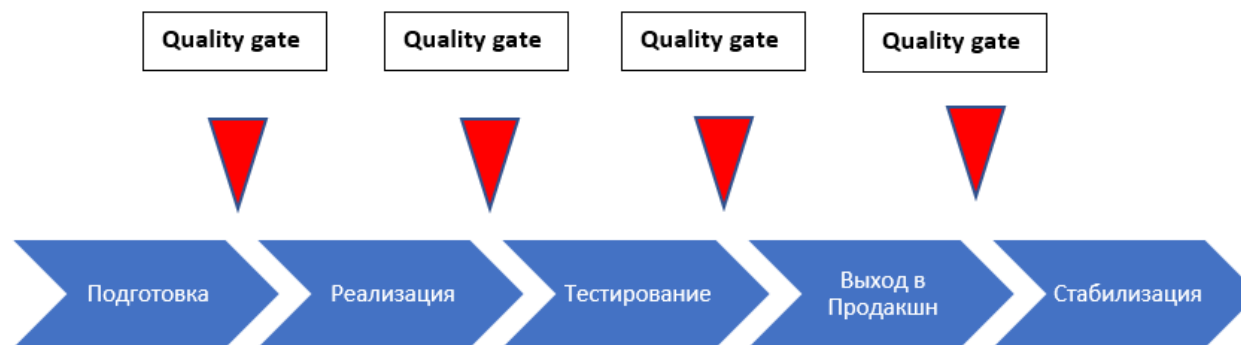 Quality gate
Quality gate
Quality gate
Quality gate
Подготовка
Реализация
Тестирование
Выход в
Продакшн
Стабилизация